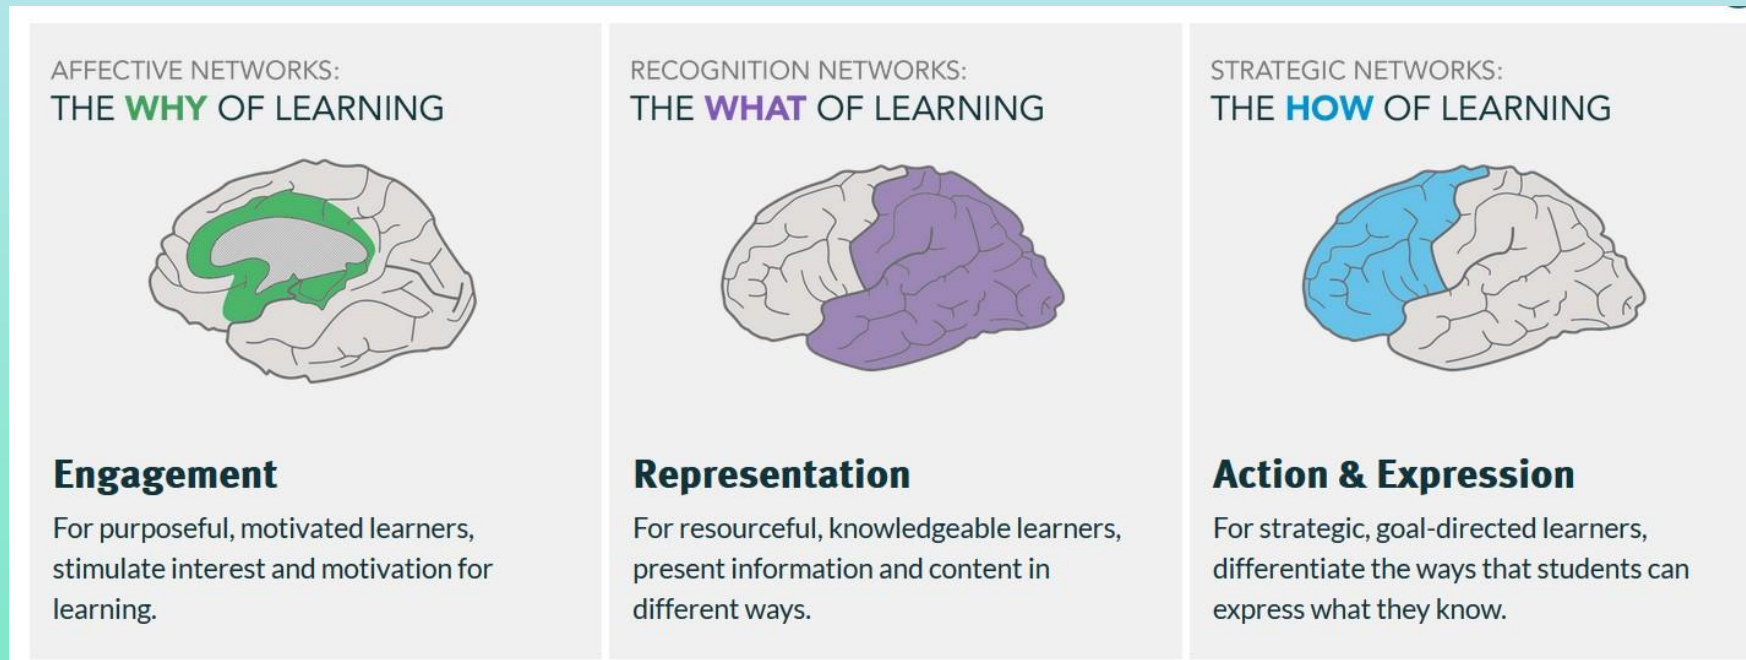 AFFECTIVE NETWORKS:
THE WHY OF LEARNING
Engagement
For purposeful, motivated learners,
stimulate interest and motivation for
learning.
RECOGNITION NETWORKS:
THE WHAT OF LEARNING
Representation
For resourceful, knowledgeable learners,
present information and content in
different ways.
STRATEGIC NETWORKS:
THE HOW OF LEARNING
Action & Expression
For strategic, goal-directed learners,
differentiate the ways that students can
express what they know.